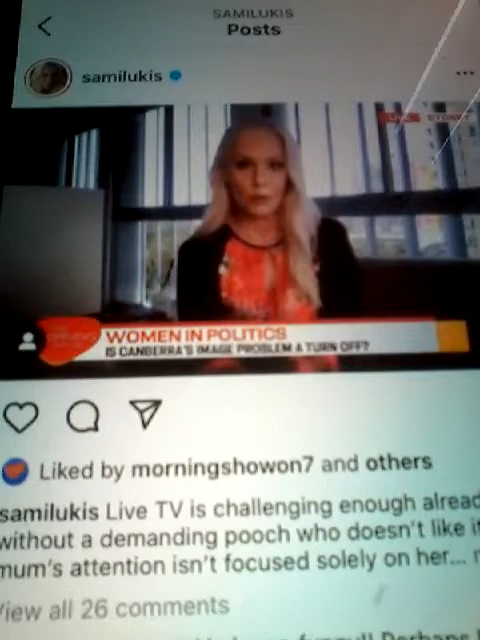 SAMILUKIS
Posts
samilukis
LIVE SYDNEY
WOMEN IN POLITICS
IS CANBERRA'S IMAGE PROBLEM A TURN OFF?
Liked by morningshowon7 and others
samilukis Live TV is challenging enough alread
without a demanding pooch who doesn't like it
mum's attention isn't focused solely on her...
View all 26 comments